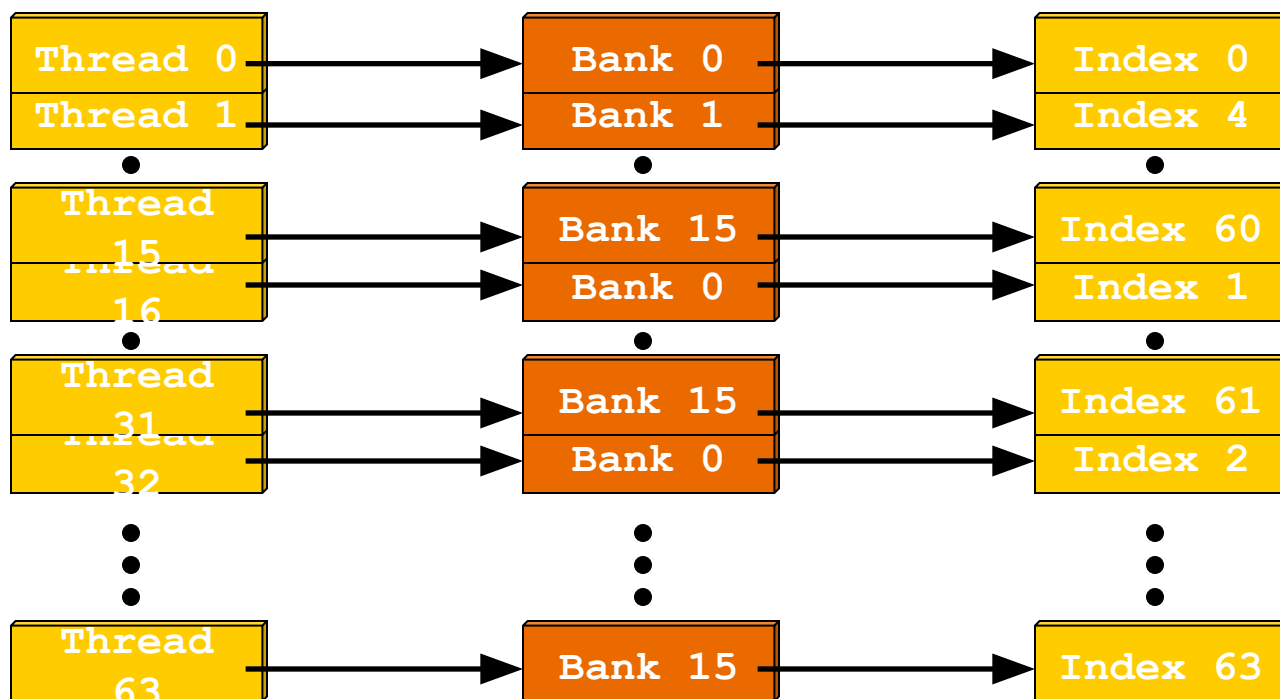 Thread 0
Bank 0
Index 0
Thread 1
Bank 1
Index 4
Thread
15
Bank 15
Index 60
Thread
16
Bank 0
Index 1
Thread
31
Bank 15
Index 61
Thread
32
Bank 0
Index 2
Thread
63
Bank 15
Index 63